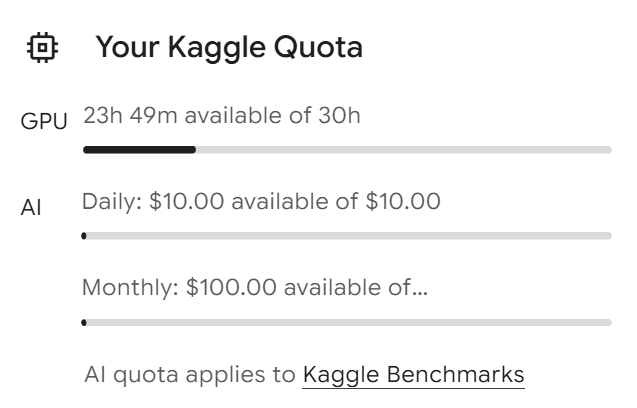 Your Kaggle Quota
GPU 23h 49m available of 30h
AI Daily: $10.00 available of $10.00
Monthly: $100.00 available of...
AI quota applies to Kaggle Benchmarks